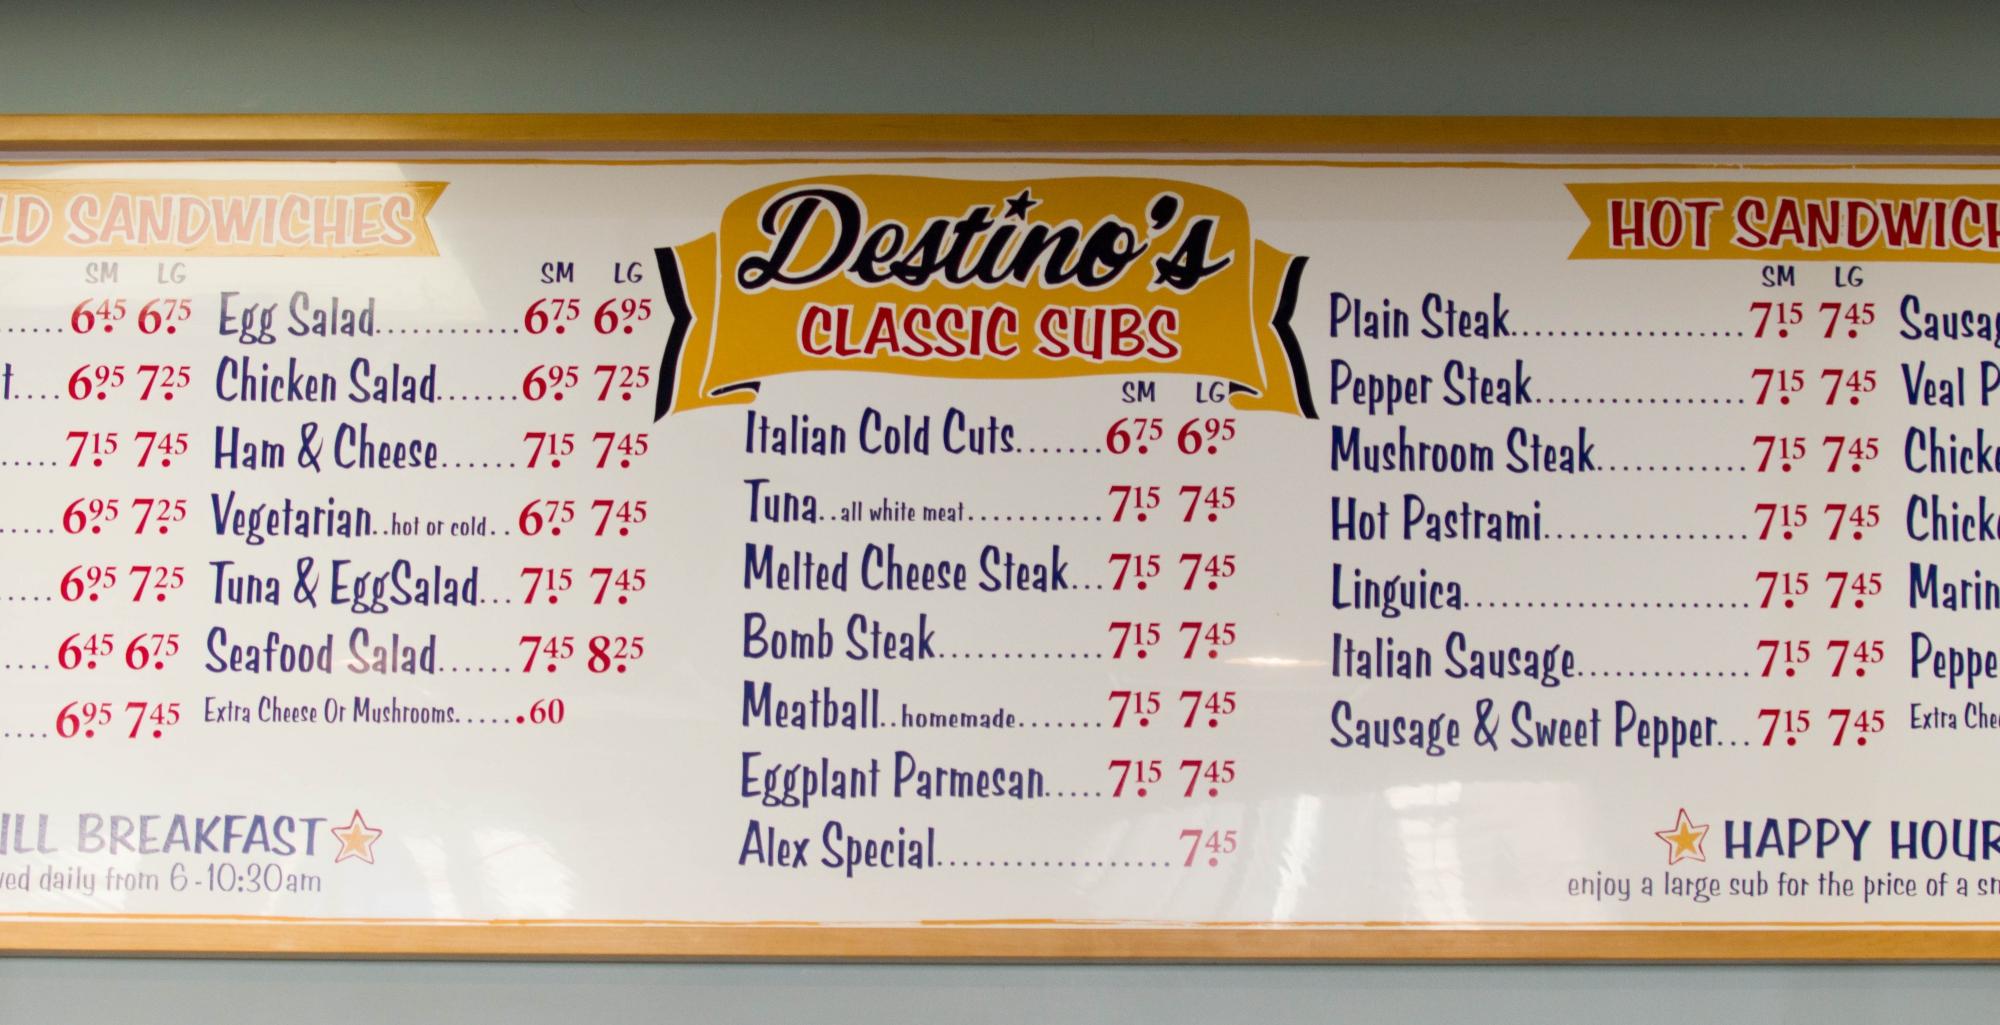 SANDWICHES
SM LG
6.45 6.75
6.95 7.25
7.15 7.45
6.95 7.25
6.95 7.25
6.45 6.75
6.95 7.45
SM LG
Egg Salad............6.75 6.95
Chicken Salad.......6.95 7.25
Ham & Cheese......7.15 7.45
Vegetarian..hot or cold..6.75 7.45
Tuna & EggSalad...7.15 7.45
Seafood Salad......7.45 8.25
Extra Cheese Or Mushrooms......60
BREAKFAST
daily from 6-10:30am
Destino's
CLASSIC SUBS
SM LG
Italian Cold Cuts.......6.75 6.95
Tuna..all white meat...........7.15 7.45
Melted Cheese Steak...7.15 7.45
Bomb Steak..............7.15 7.45
Meatball..homemade.......7.15 7.45
Eggplant Parmesan.....7.15 7.45
Alex Special....................7.45
HOT
SM LG
Plain Steak....................7.15 7.45
Pepper Steak..................7.15 7.45
Mushroom Steak.............7.15 7.45
Hot Pastrami.................7.15 7.45
Linguica.........................7.15 7.45
Italian Sausage...............7.15 7.45
Sausage & Sweet Pepper...7.15 7.45
Veal
Extra
HAPPY HOUR
enjoy a large sub for the price of a